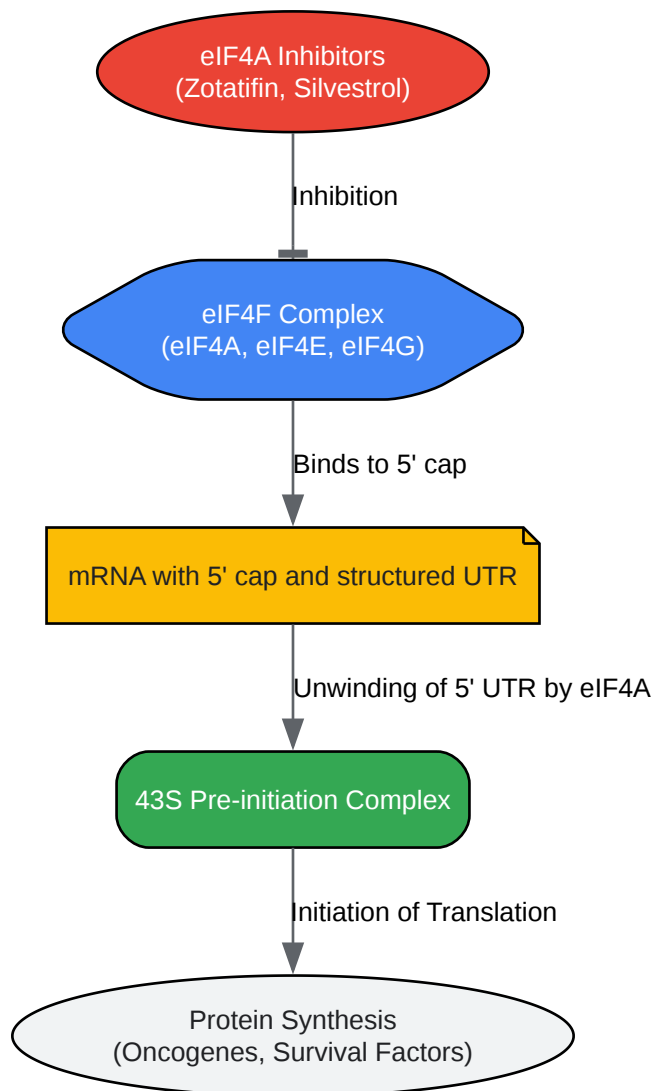 eIF4A Inhibitors
(Zotatifin, Silvestrol)
Inhibition
eIF4F Complex
(eIF4A, eIF4E, eIF4G)
Binds to 5' cap
mRNA with 5' cap and structured UTR
Unwinding of 5' UTR by eIF4A
43S Pre-initiation Complex
Initiation of Translation
Protein Synthesis
(Oncogenes, Survival Factors)